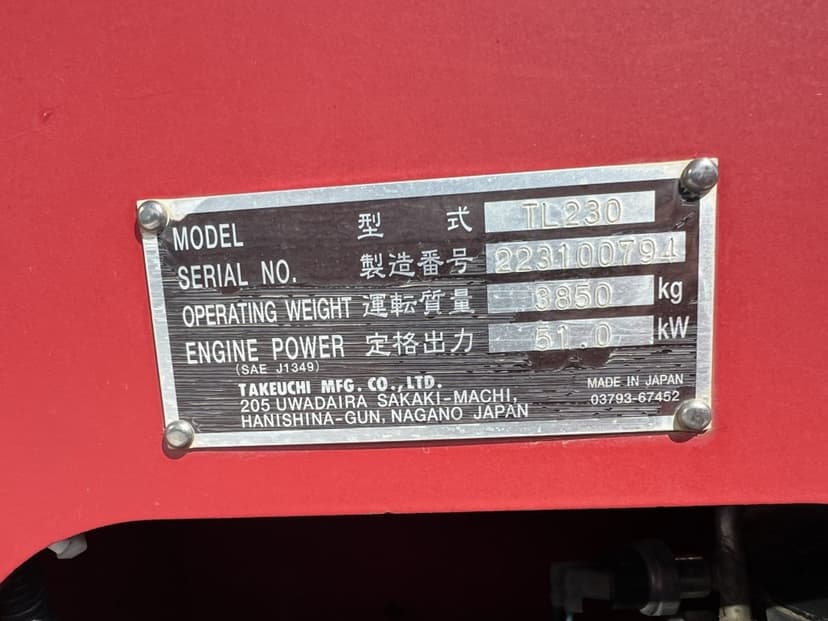 MODEL 型式 TL230
SERIAL NO. 製造番号 223100794
OPERATING WEIGHT 運転質量 3850 kg
ENGINE POWER 定格出力 51.0 kW
(SAE J1349)
TAKEUCHI MFG. CO., LTD.
205 UWADAIRA SAKAKI-MACHI,
HANISHINA-GUN, NAGANO JAPAN
MADE IN JAPAN
03793-67452